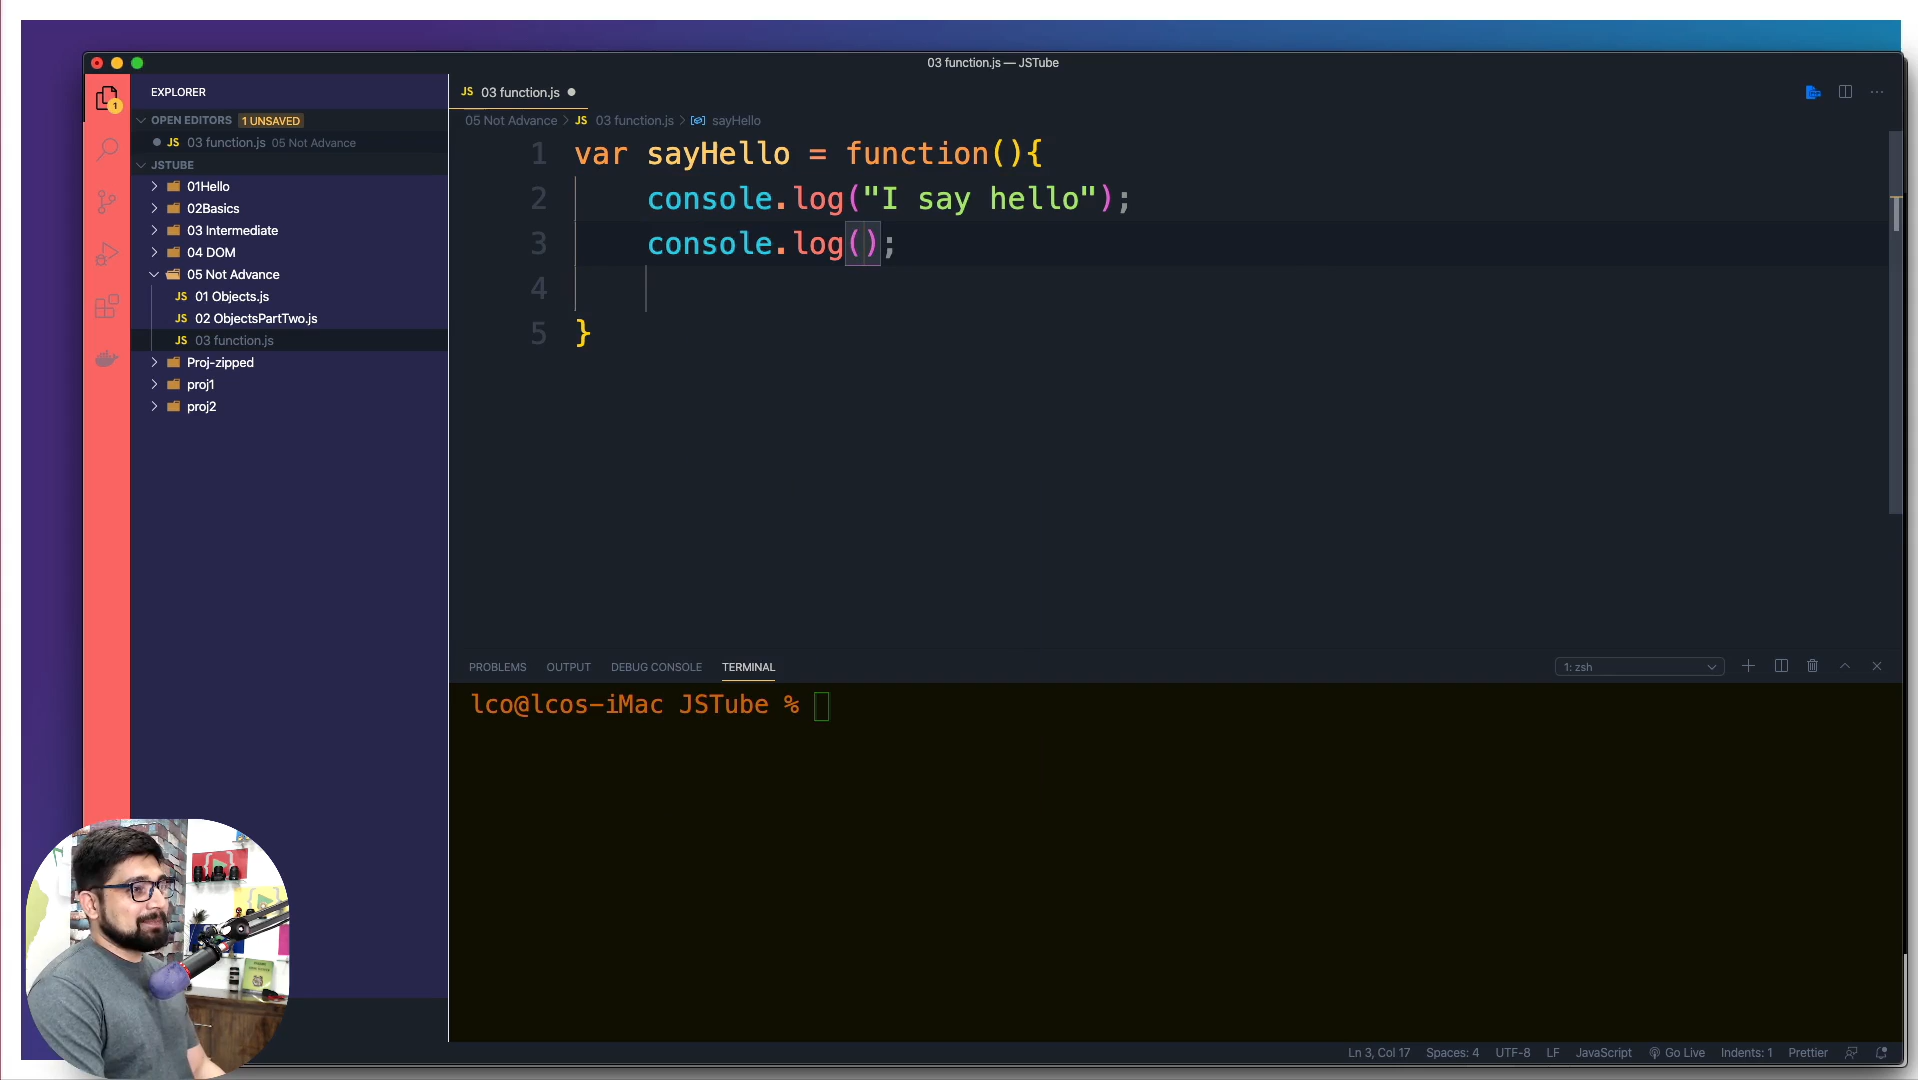 03 function.js — JSTube
EXPLORER
OPEN EDITORS 1 UNSAVED
JS 03 function.js 05 Not Advance
JSTUBE
01Hello
02Basics
03 Intermediate
04 DOM
05 Not Advance
JS 01 Objects.js
JS 02 ObjectsPartTwo.js
JS 03 function.js
Proj-zipped
proj1
proj2
1
JS 03 function.js
05 Not Advance > JS 03 function.js > sayHello
1 var sayHello = function(){
2 console.log("I say hello");
3 console.log();
4
5 }
PROBLEMS OUTPUT DEBUG CONSOLE TERMINAL 1: zsh
lco@lcos-iMac JSTube %
Ln 3, Col 17 Spaces: 4 UTF-8 LF JavaScript Go Live Indents: 1 Prettier